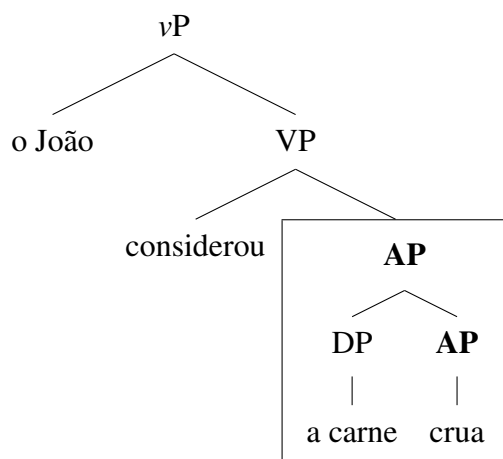 vP
o João VP
considerou AP
DP AP
a carne crua